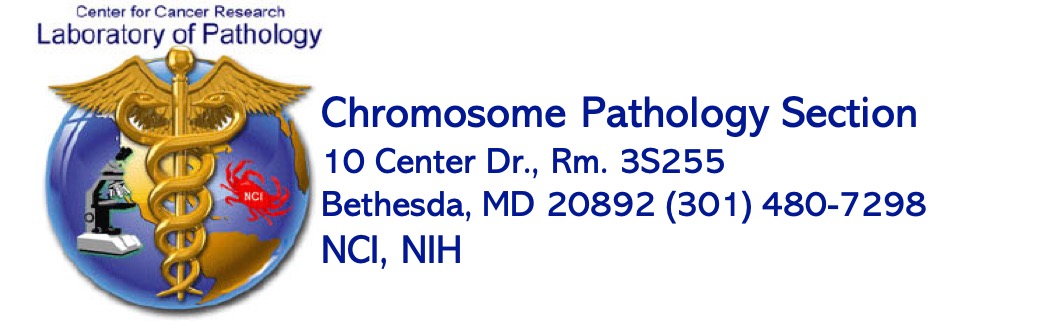 Center for Cancer Research
Laboratory of Pathology
NCI
Chromosome Pathology Section
10 Center Dr., Rm. 3S255
Bethesda, MD 20892 (301) 480-7298
NCI, NIH